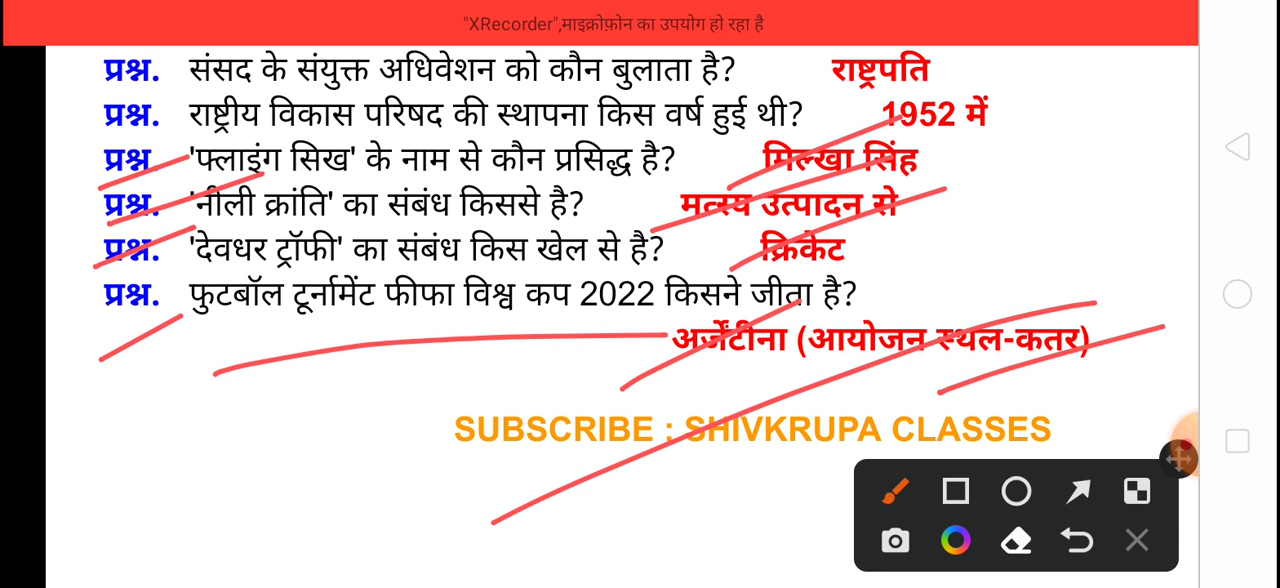 "XRecorder",माइक्रोफ़ोन का उपयोग हो रहा है
प्रश्न. संसद के संयुक्त अधिवेशन को कौन बुलाता है? राष्ट्रपति
प्रश्न. राष्ट्रीय विकास परिषद की स्थापना किस वर्ष हुई थी? 1952 में
प्रश्न. 'फ्लाइंग सिख' के नाम से कौन प्रसिद्ध है? मिल्खा सिंह
प्रश्न. 'नीली क्रांति' का संबंध किससे है? मत्स्य उत्पादन से
प्रश्न. 'देवधर ट्रॉफी' का संबंध किस खेल से है? क्रिकेट
प्रश्न. फुटबॉल टूर्नामेंट फीफा विश्व कप 2022 किसने जीता है?
अर्जेंटीना (आयोजन स्थल-कतर)
SUBSCRIBE : SHIVKRUPA CLASSES